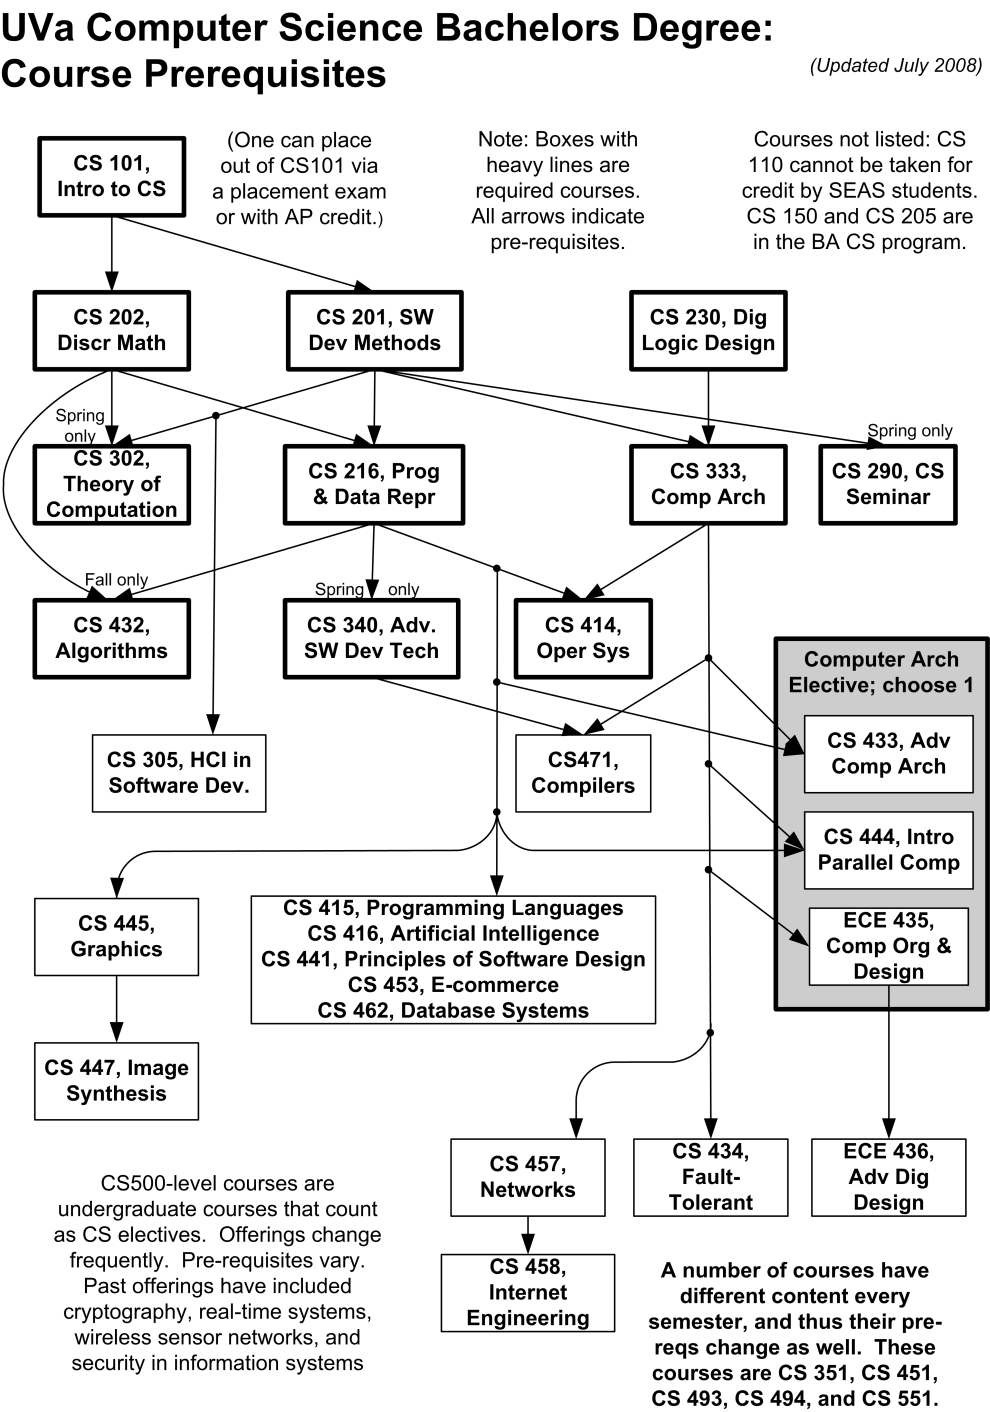 UVa Computer Science Bachelors Degree:
Course Prerequisites
(Updated July 2008)
CS 101,
Intro to CS
(One can place
out of CS101 via
a placement exam
or with AP credit.)
Note: Boxes with
heavy lines are
required courses.
All arrows indicate
pre-requisites.
Courses not listed: CS
110 cannot be taken for
credit by SEAS students.
CS 150 and CS 205 are
in the BA CS program.
CS 202,
Discr Math
CS 201, SW
Dev Methods
CS 230, Dig
Logic Design
Spring
only
CS 302,
Theory of
Computation
CS 216, Prog
& Data Repr
CS 333,
Comp Arch
Spring only
CS 290, CS
Seminar
Fall only
CS 432,
Algorithms
Spring only
CS 340, Adv.
SW Dev Tech
CS 414,
Oper Sys
Computer Arch
Elective; choose 1
CS 433, Adv
Comp Arch
CS 305, HCI in
Software Dev.
CS471,
Compilers
CS 444, Intro
Parallel Comp
CS 445,
Graphics
CS 415, Programming Languages
CS 416, Artificial Intelligence
CS 441, Principles of Software Design
CS 453, E-commerce
CS 462, Database Systems
ECE 435,
Comp Org &
Design
CS 447, Image
Synthesis
CS 457,
Networks
CS 434,
Fault-
Tolerant
ECE 436,
Adv Dig
Design
CS 458,
Internet
Engineering
CS500-level courses are
undergraduate courses that count
as CS electives.  Offerings change
frequently.  Pre-requisites vary.
Past offerings have included
cryptography, real-time systems,
wireless sensor networks, and
security in information systems
A number of courses have
different content every
semester, and thus their pre-
reqs change as well.  These
courses are CS 351, CS 451,
CS 493, CS 494, and CS 551.